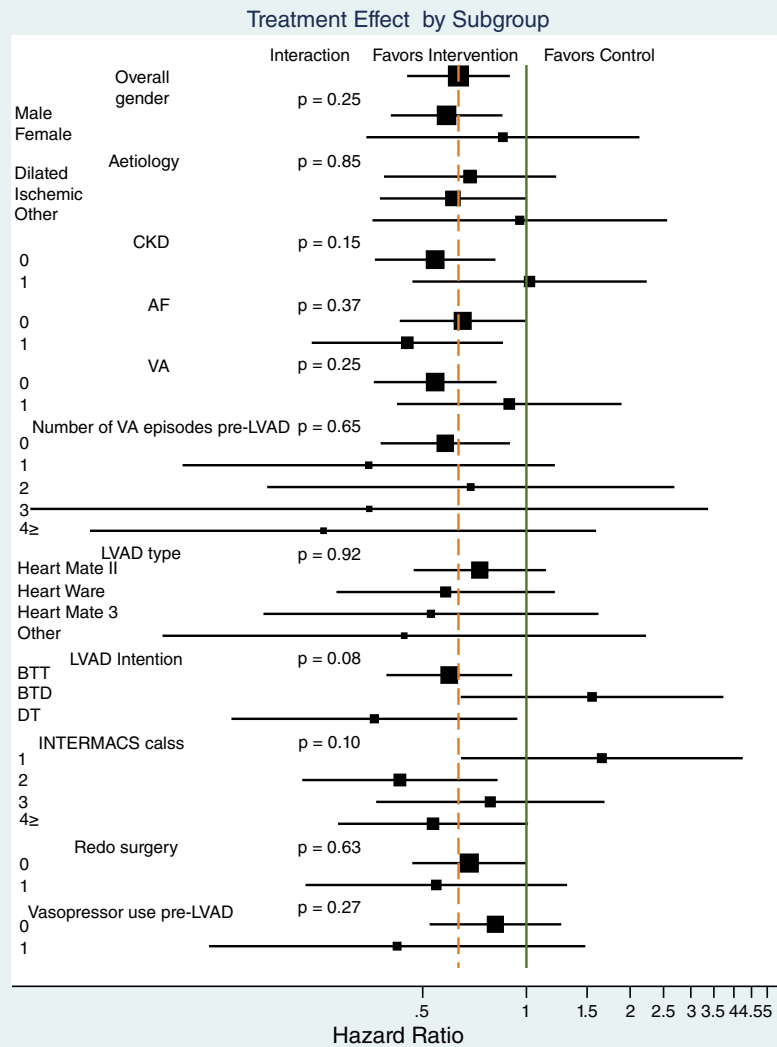 Treatment Effect by Subgroup
Interaction Favors Intervention Favors Control
Overall
gender p = 0.25
Male
Female
Aetiology p = 0.85
Dilated
Ischemic
Other
CKD p = 0.15
0
1
AF p = 0.37
0
1
VA p = 0.25
0
1
Number of VA episodes pre-LVAD p = 0.65
0
1
2
3
4≥
LVAD type p = 0.92
Heart Mate II
Heart Ware
Heart Mate 3
Other
LVAD Intention p = 0.08
BTT
BTD
DT
INTERMACS calss p = 0.10
1
2
3
4≥
Redo surgery p = 0.63
0
1
Vasopressor use pre-LVAD p = 0.27
0
1
.5 1 1.5 2 2.5 3 3.5 44.55
Hazard Ratio